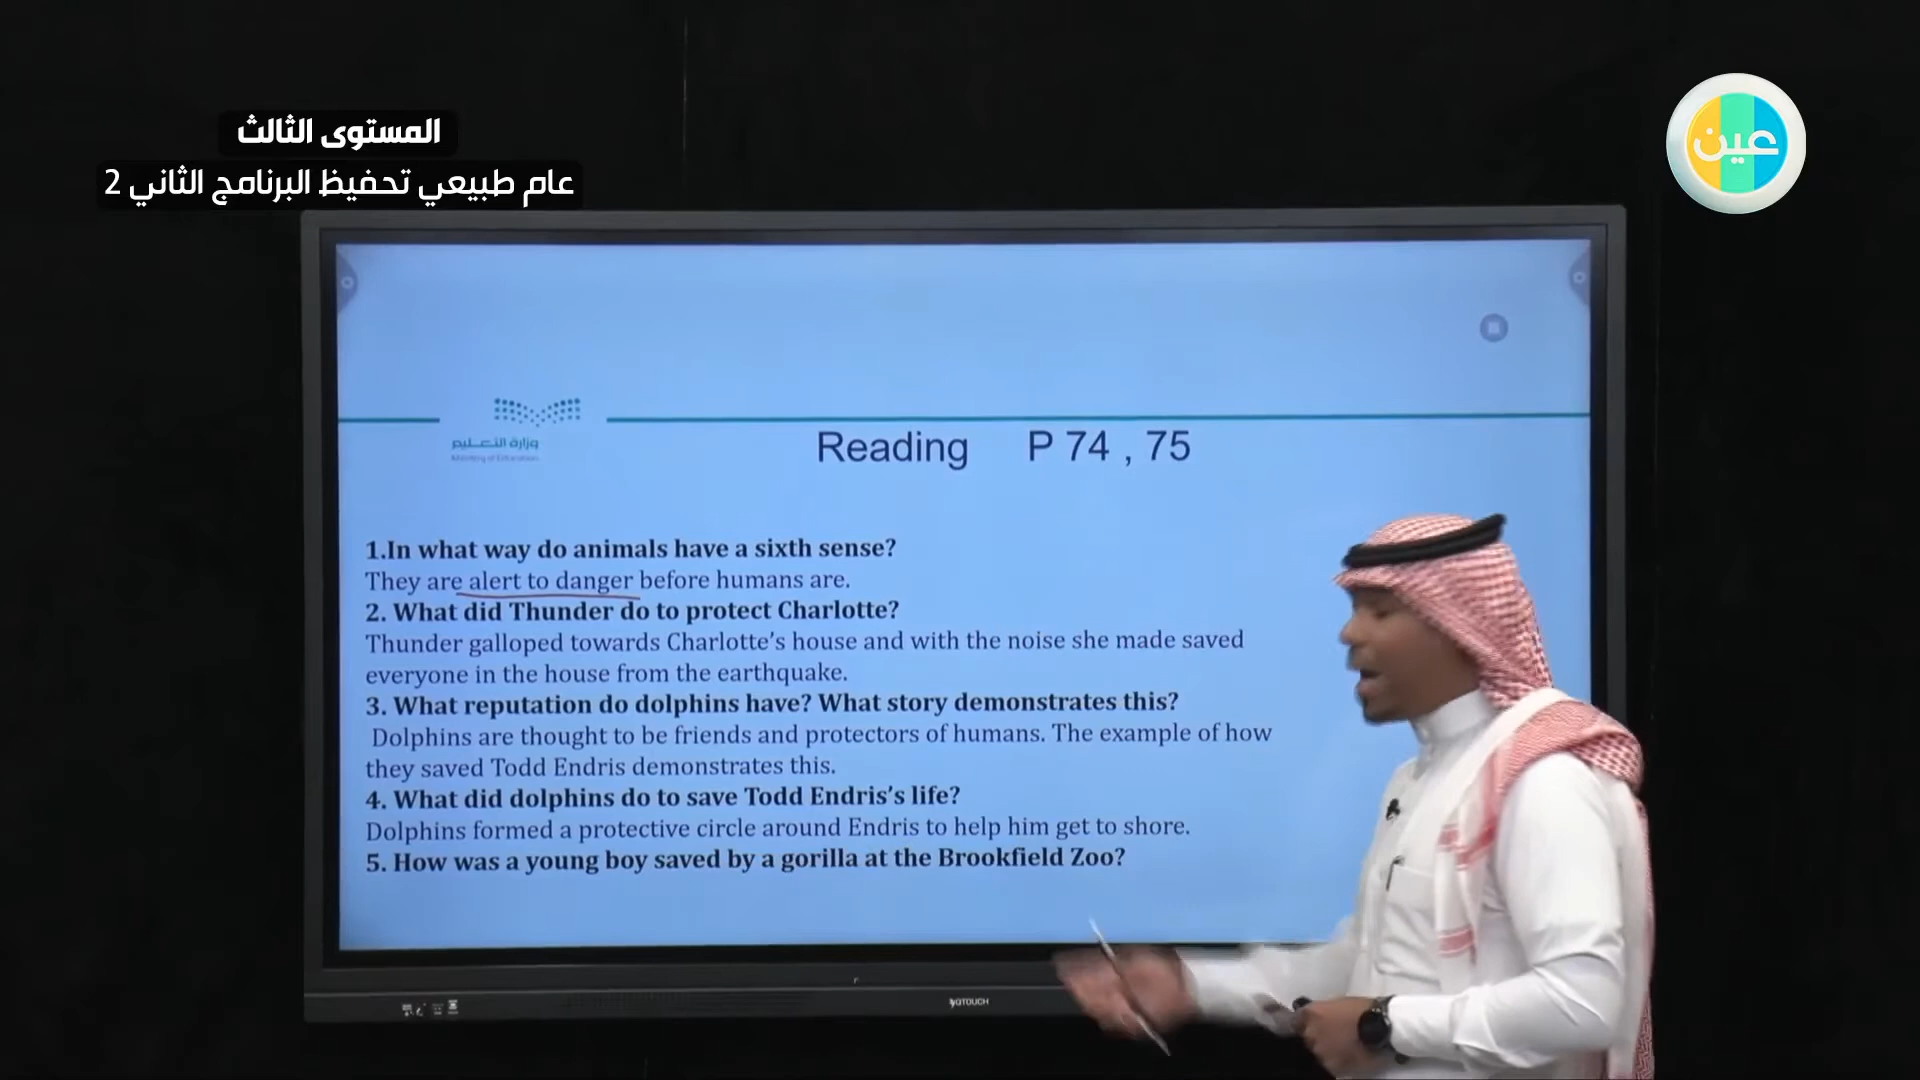 المستوى الثالث
عام طبيعي تحفيظ البرنامج الثاني 2
عين
وزارة التعليم
Ministry of Education
Reading P 74 , 75
1.In what way do animals have a sixth sense?
They are alert to danger before humans are.
2. What did Thunder do to protect Charlotte?
Thunder galloped towards Charlotte’s house and with the noise she made saved
everyone in the house from the earthquake.
3. What reputation do dolphins have? What story demonstrates this?
Dolphins are thought to be friends and protectors of humans. The example of how
they saved Todd Endris demonstrates this.
4. What did dolphins do to save Todd Endris’s life?
Dolphins formed a protective circle around Endris to help him get to shore.
5. How was a young boy saved by a gorilla at the Brookfield Zoo?